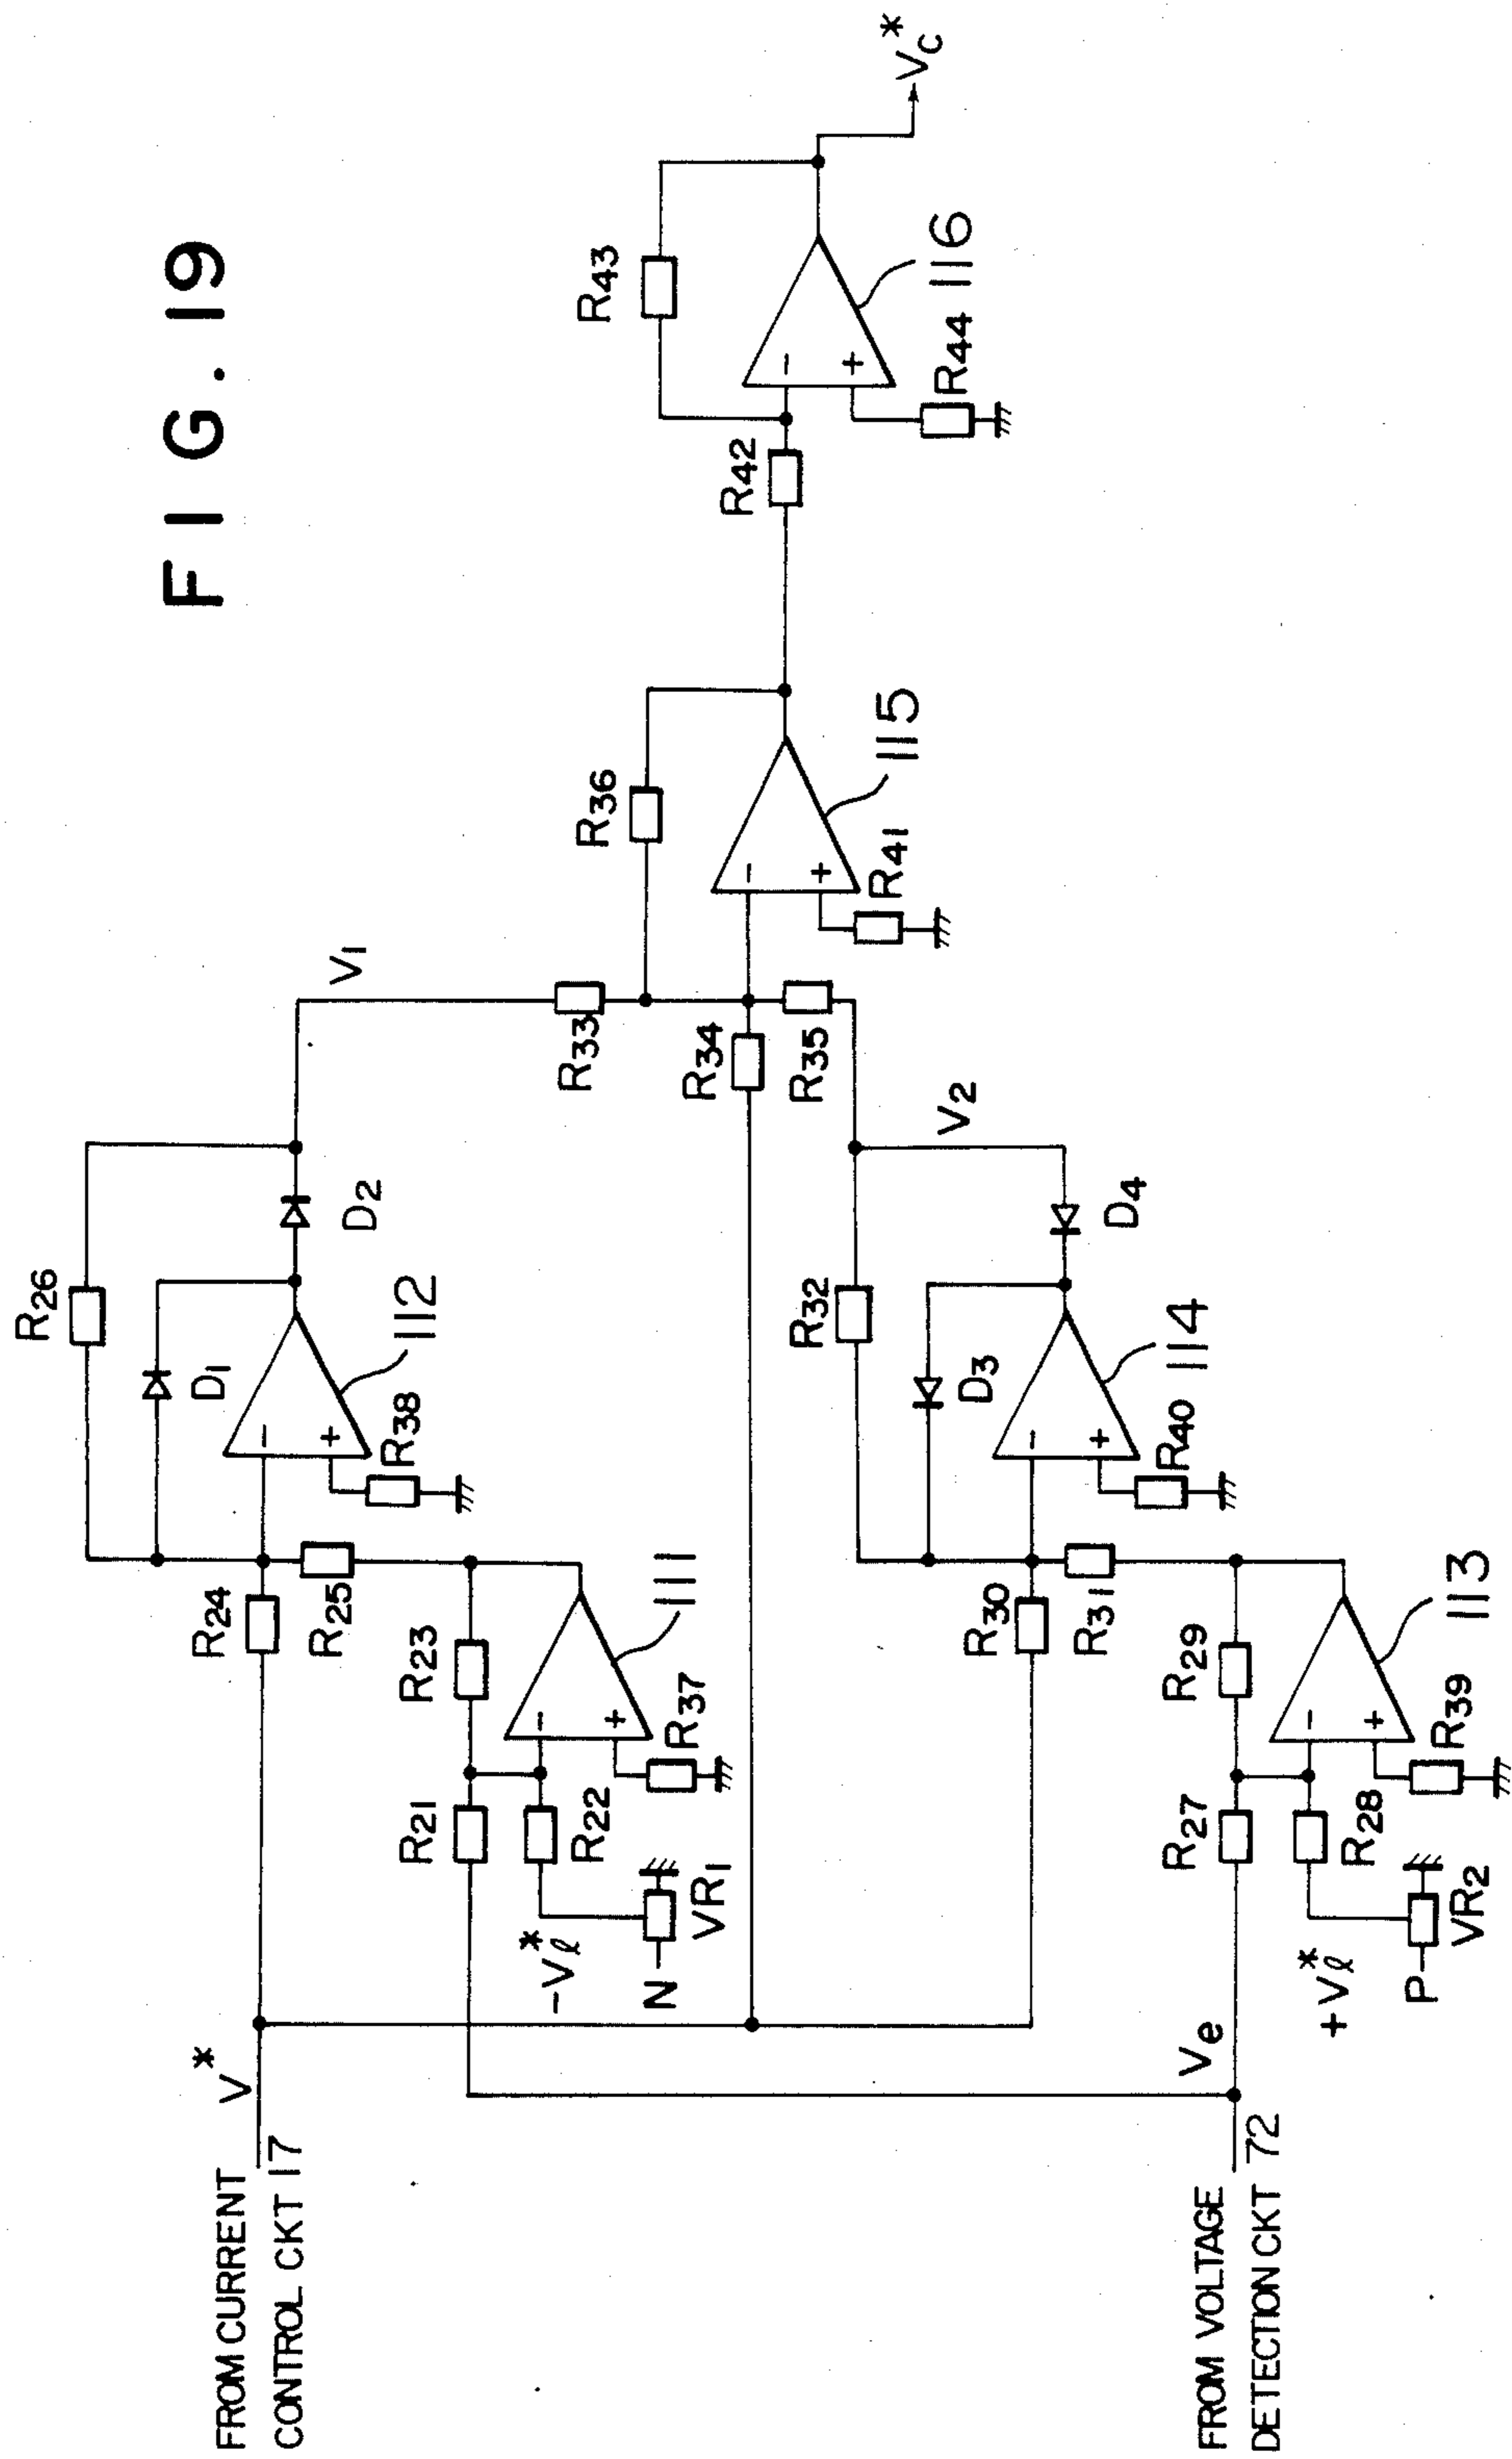 FIG. 19
FROM CURRENT
CONTROL CKT 17
V*
R24
R25
R26
D1
D2
112
R38
V1
R21
R22
R23
111
R37
-Vℓ*
N
VR1
R33
R34
R35
R36
115
R41
R42
R43
116
R44
Vc*
R30
R31
R32
D3
D4
114
R40
V2
FROM VOLTAGE
DETECTION CKT 72
Ve
R27
R28
R29
113
R39
+Vℓ*
P
VR2